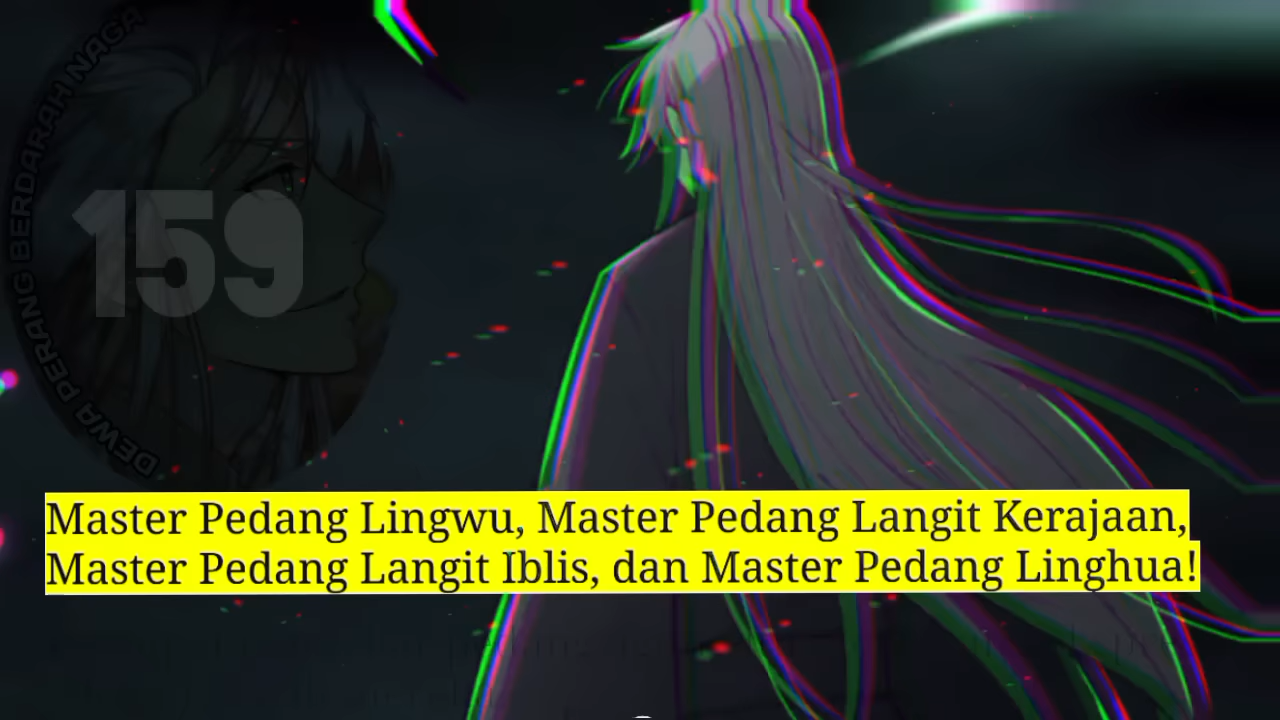 DEWA PERANG BERDARAH NAGA
159
Master Pedang Lingwu, Master Pedang Langit Kerajaan,
Master Pedang Langit Iblis, dan Master Pedang Linghua!